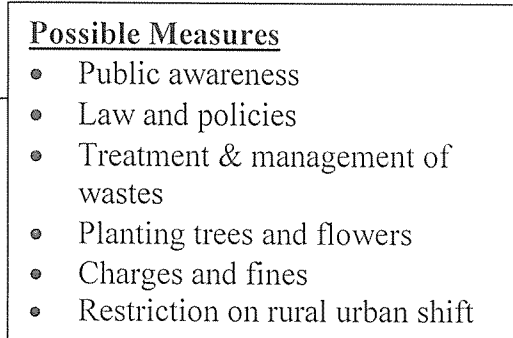 Possible Measures
• Public awareness
• Law and policies
• Treatment & management of
wastes
• Planting trees and flowers
• Charges and fines
• Restriction on rural urban shift